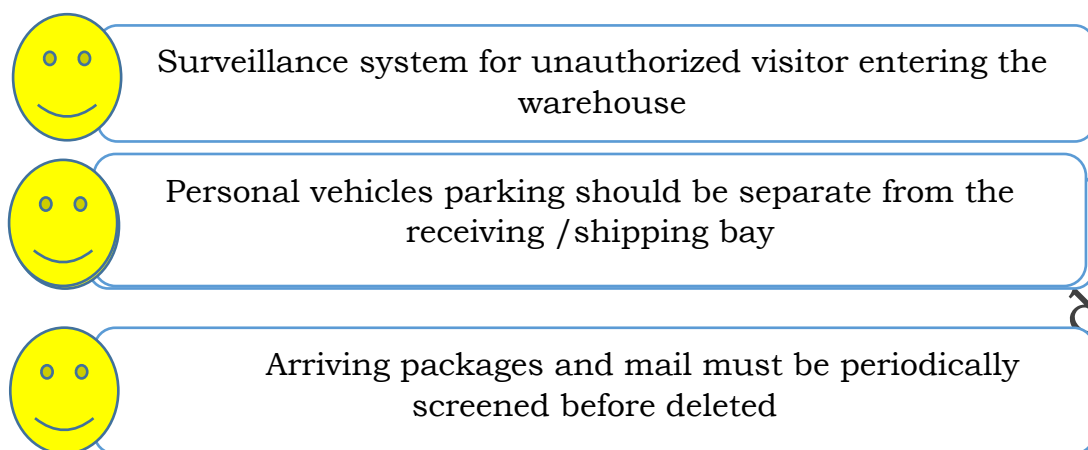 Surveillance system for unauthorized visitor entering the
warehouse
Personal vehicles parking should be separate from the
receiving /shipping bay
Arriving packages and mail must be periodically
screened before deleted